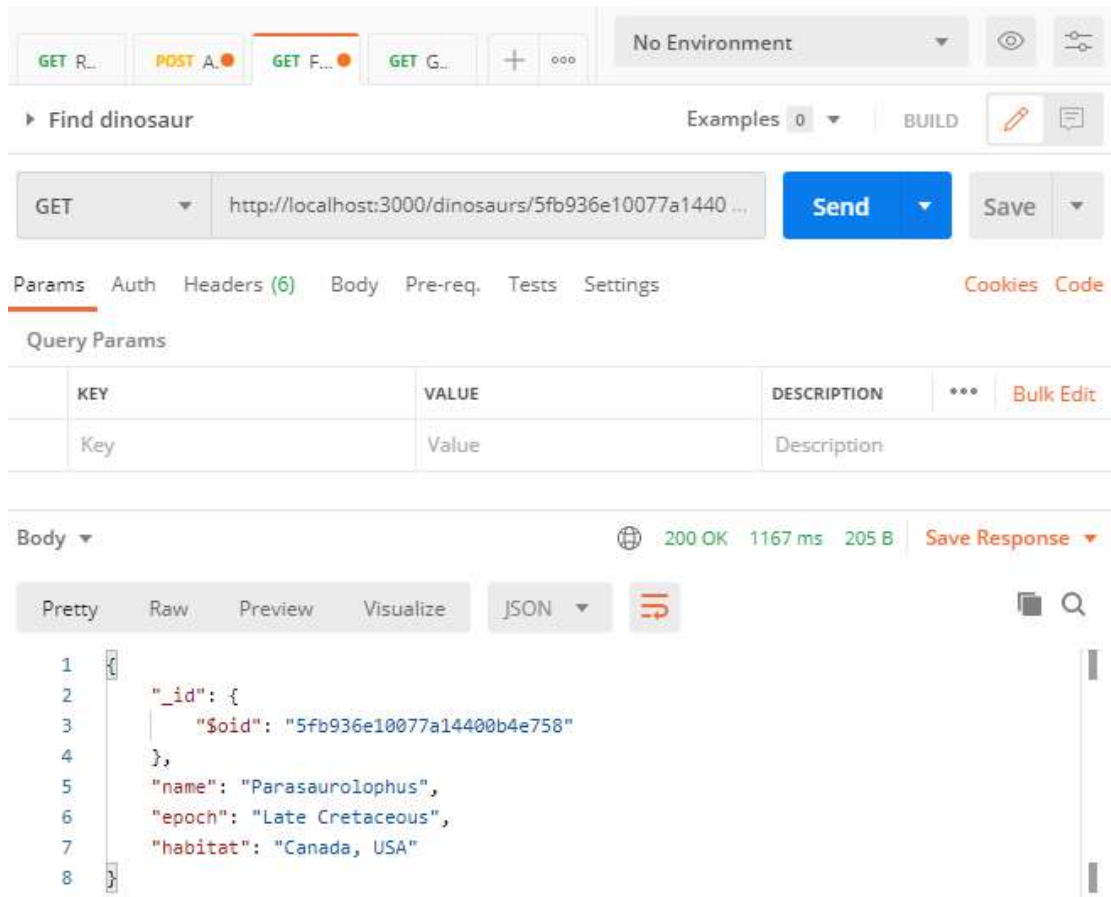 GET R... POST A. GET F... GET G... + ooo No Environment
Find dinosaur Examples 0 BUILD
GET http://localhost:3000/dinosaurs/5fb936e10077a1440 ... Send Save
Params Auth Headers (6) Body Pre-req. Tests Settings Cookies Code
Query Params
KEY VALUE DESCRIPTION ••• Bulk Edit
Key Value Description
Body 200 OK 1167 ms 205 B Save Response
Pretty Raw Preview Visualize JSON
1 {
2 "_id": {
3 "$oid": "5fb936e10077a14400b4e758"
4 },
5 "name": "Parasaurolophus",
6 "epoch": "Late Cretaceous",
7 "habitat": "Canada, USA"
8 }